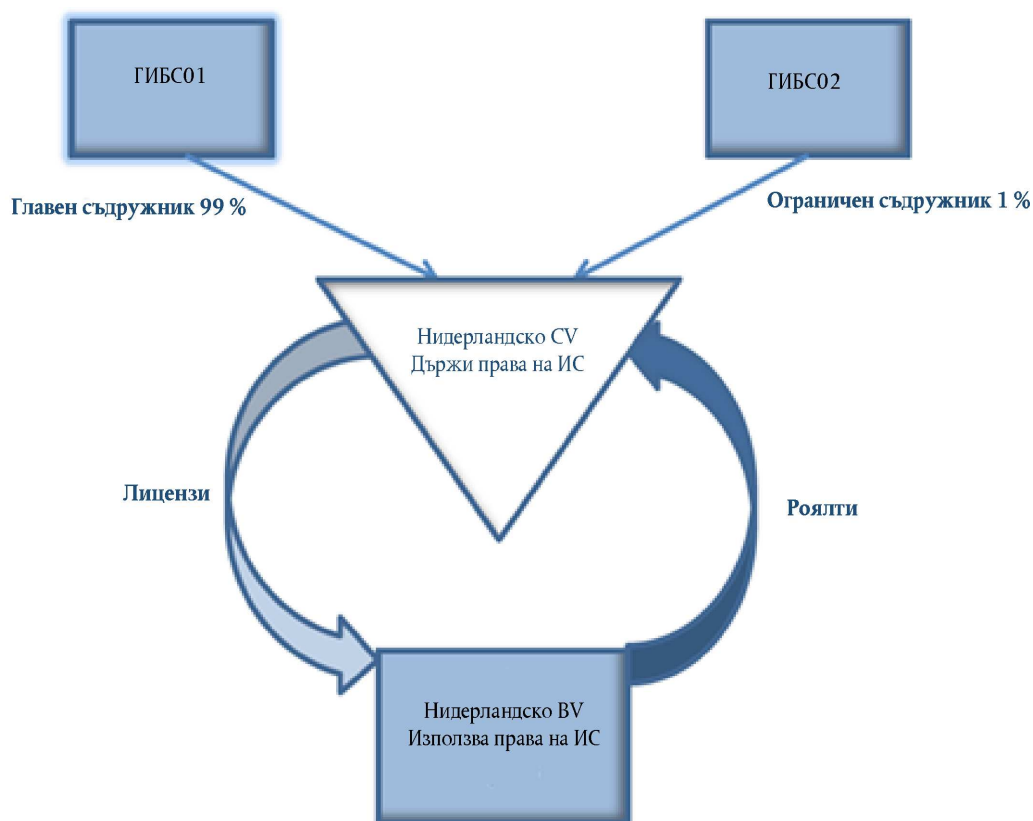 ГИБС01
ГИБС02
Главен съдружник 99 %
Ограничен съдружник 1 %
Нидерландско CV
Държи права на ИС
Лицензи
Роялти
Нидерландско BV
Използва права на ИС